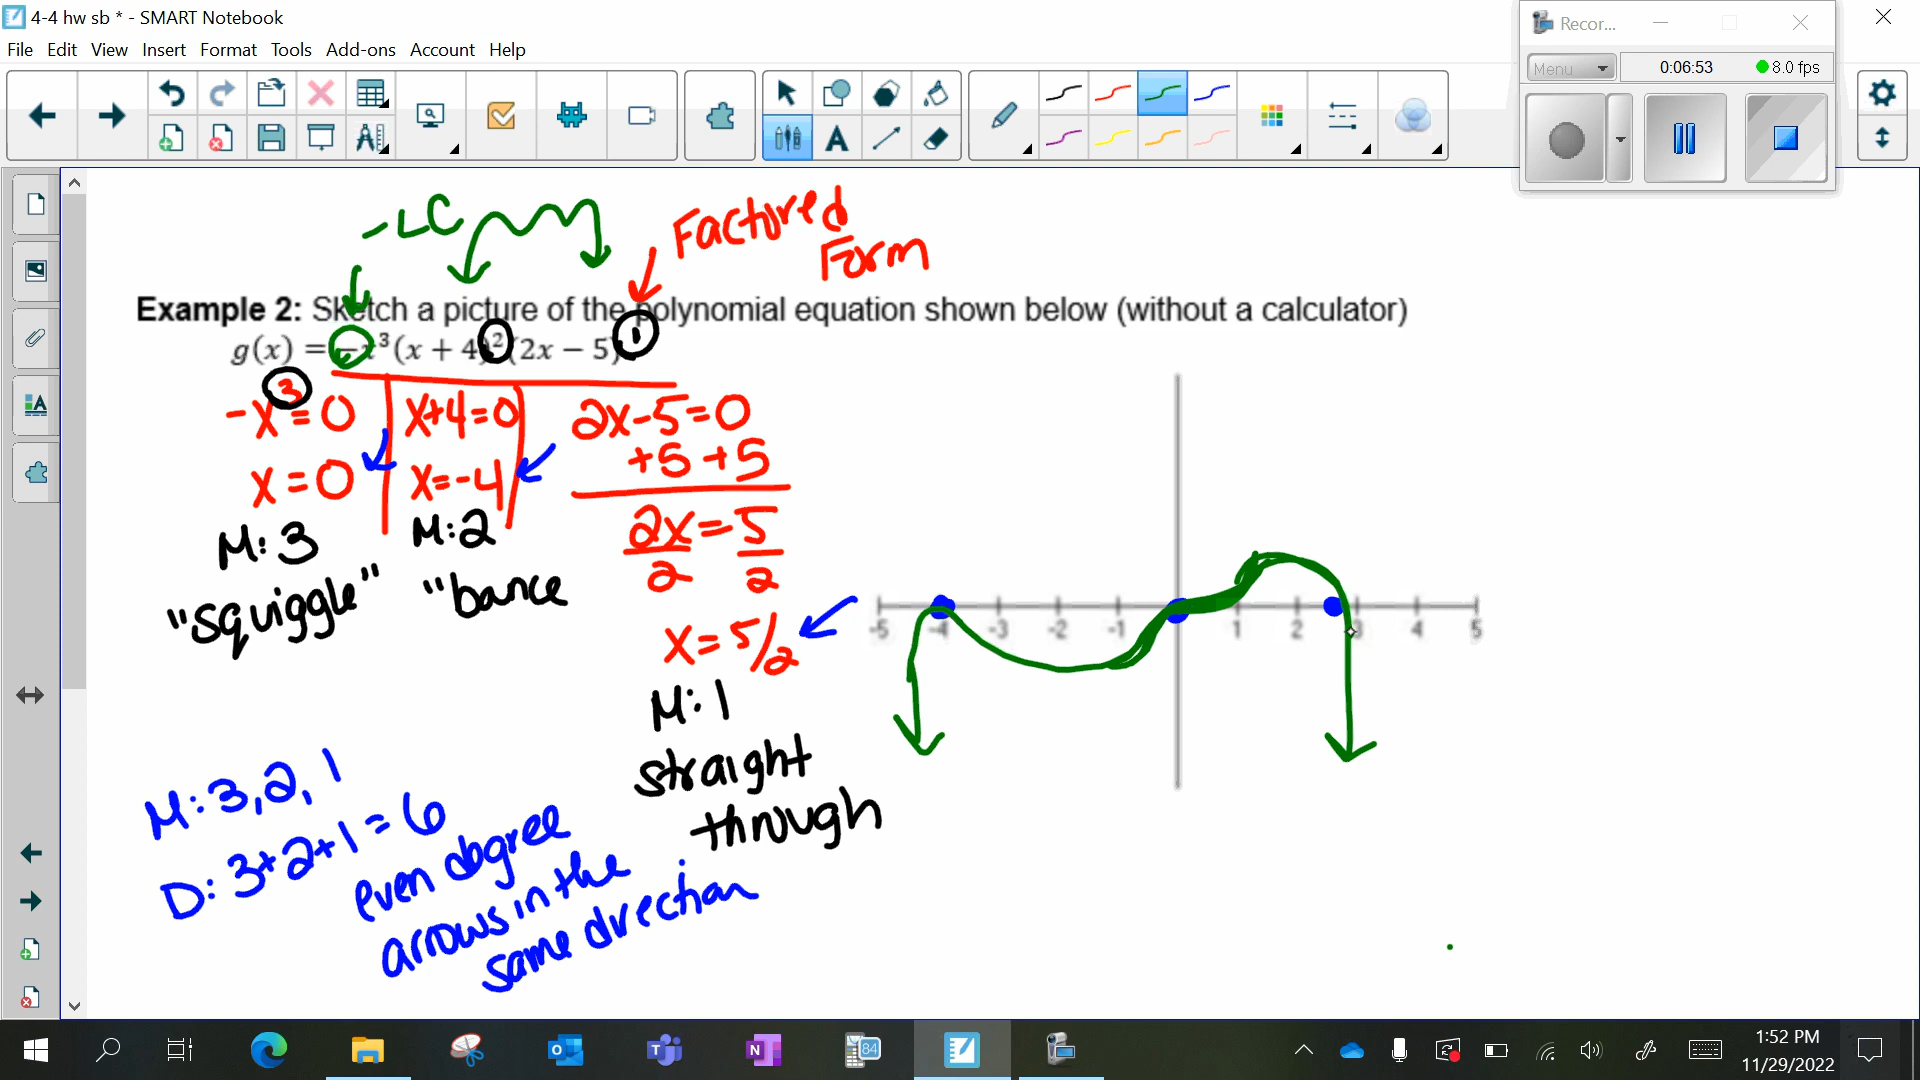 4-4 hw sb * - SMART Notebook
File Edit View Insert Format Tools Add-ons Account Help
Recor...
Menu
0:06:53
8.0 fps
-LC
Factored
Form
Example 2: Sketch a picture of the polynomial equation shown below (without a calculator)
g(x) = -x³(x + 4)²(2x − 5)
1
-x³=0
x+4=0
2x-5=0
+5 +5
x=0
x=-4
2x=5
2 2
x=5/2
M:3
"squiggle"
M:2
"bance
M:1
straight
through
-5 -4 -3 -2 -1 1 2 3 4 5
M:3,2,1
D:3+2+1=6
even degree
arrows in the
same direction
84
1:52 PM
11/29/2022